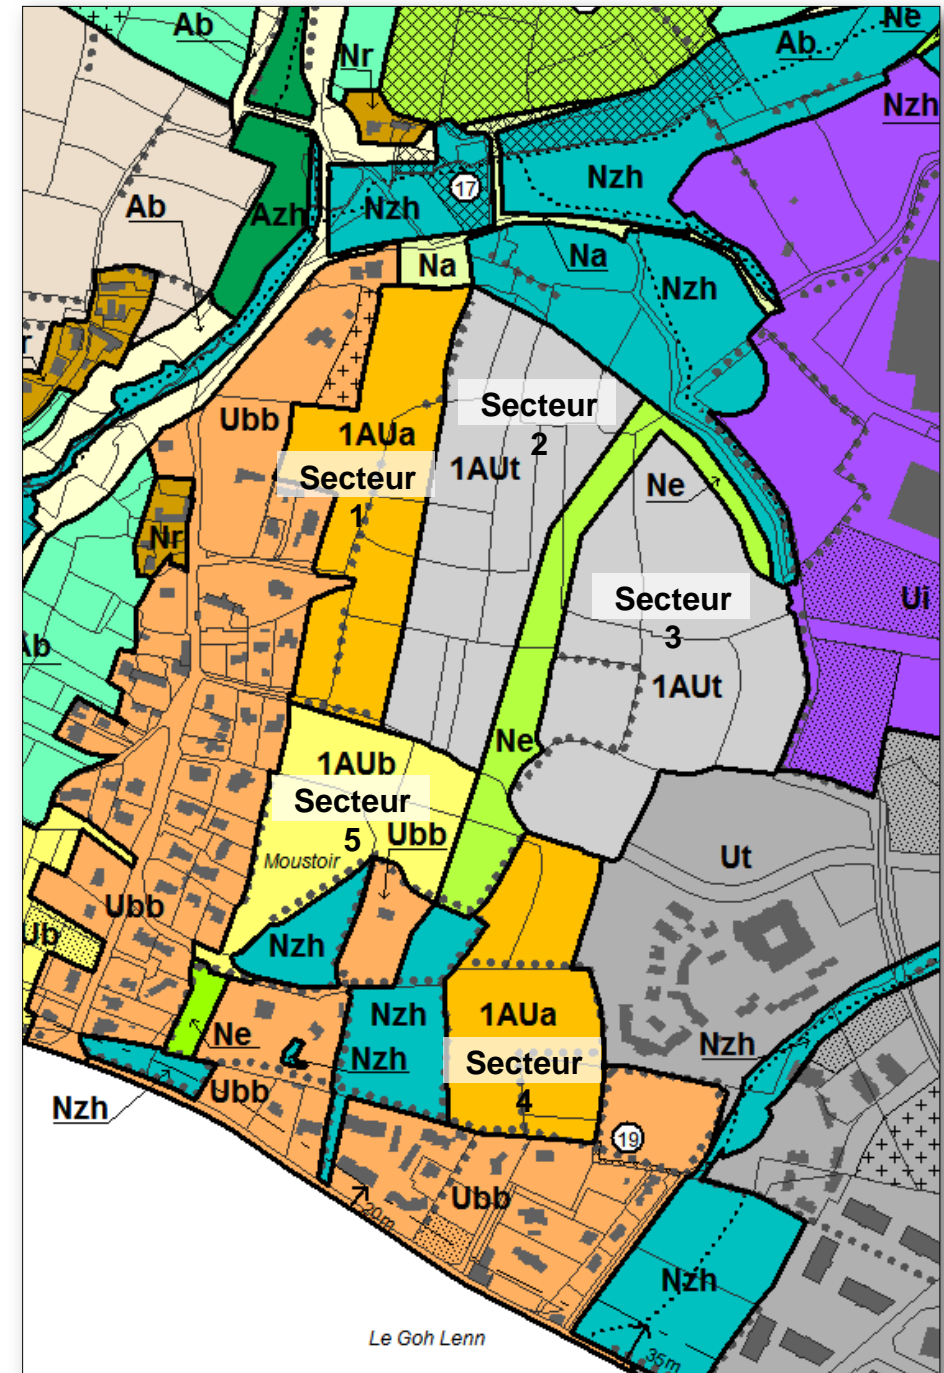 Ab
Ne
Ab
Nr
Nzh
17
Nzh
Azh
Nzh
Ab
Na
Na
Nzh
r
Ubb
1AUa
Secteur
1
Secteur
2
1AUt
Ne
Nr
Secteur
3
Ui
Ab
1AUt
Ne
1AUb
Secteur
5
Ubb
Moustoir
Ut
Ubb
Ub
Nzh
1AUa
Nzh
Nzh
Ne
Nzh
Secteur
4
Ubb
Nzh
19
Ubb
20m
Nzh
Le Goh Lenn
35m